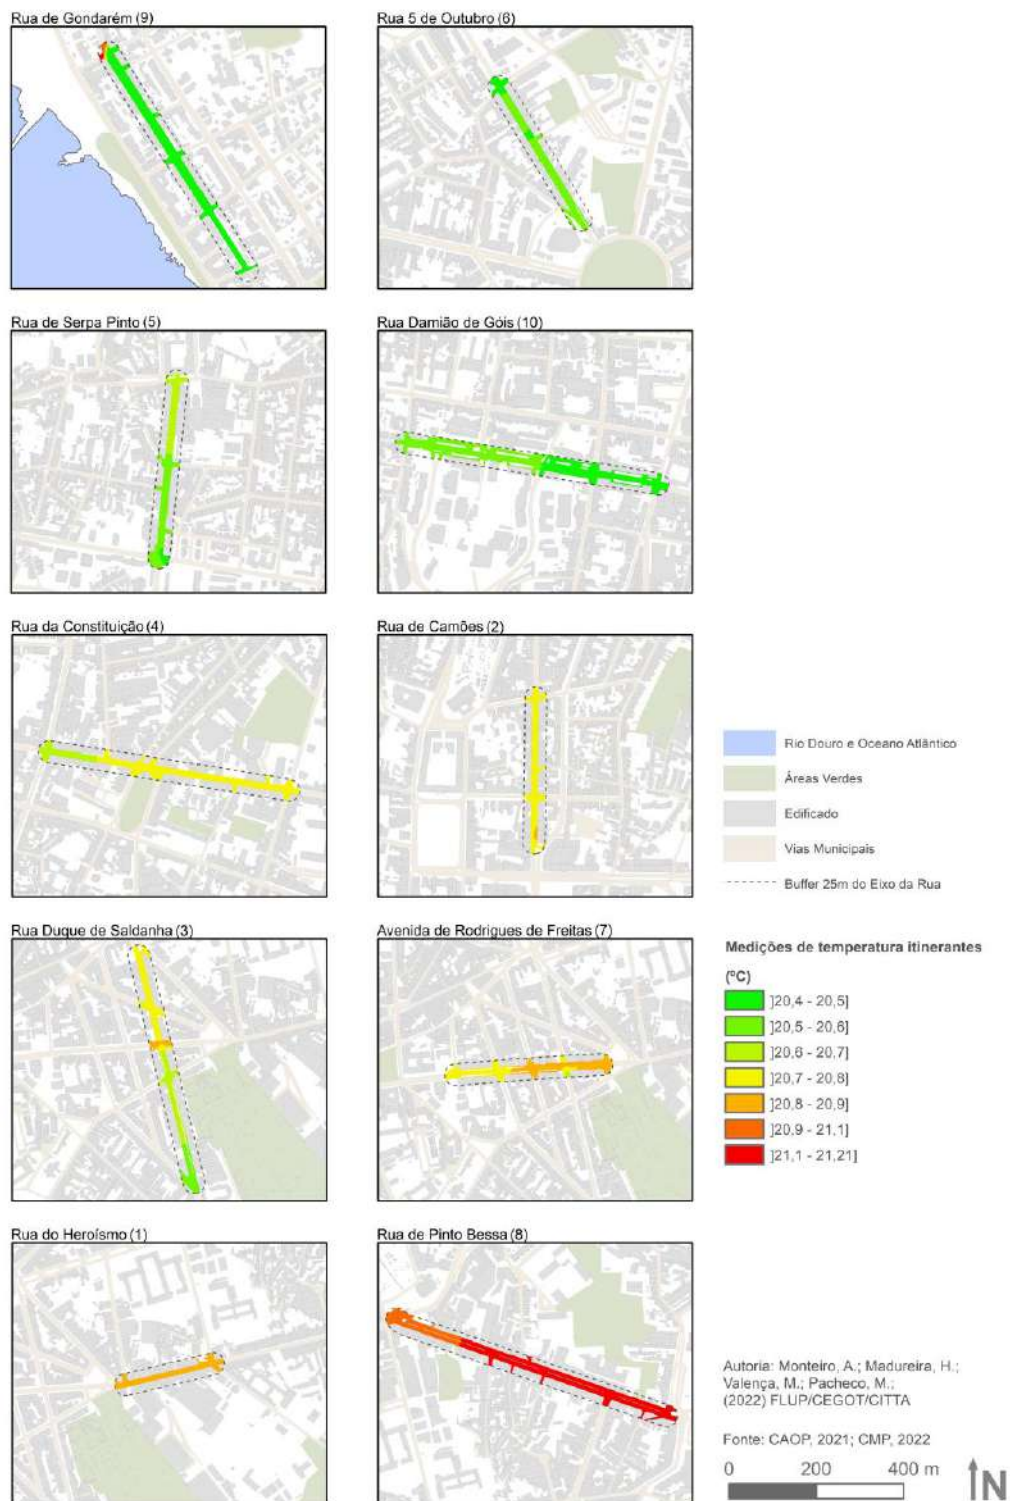 Rua de Gondarém (9)
Rua 5 de Outubro (6)
Rua de Serpa Pinto (5)
Rua Damião de Góis (10)
Rua da Constituição (4)
Rua de Camões (2)
Rio Douro e Oceano Atlântico
Áreas Verdes
Edificado
Vias Municipais
Buffer 25m do Eixo da Rua
Rua Duque de Saldanha (3)
Avenida de Rodrigues de Freitas (7)
Medições de temperatura itinerantes
(ºC)
]20,4 - 20,5]
]20,5 - 20,6]
]20,6 - 20,7]
]20,7 - 20,8]
]20,8 - 20,9]
]20,9 - 21,1]
]21,1 - 21,21]
Rua do Heroísmo (1)
Rua de Pinto Bessa (8)
Autoria: Monteiro, A.; Madureira, H.;
Valença, M.; Pacheco, M.;
(2022) FLUP/CEGOT/CITTA
Fonte: CAOP, 2021; CMP, 2022
0 200 400 m
N